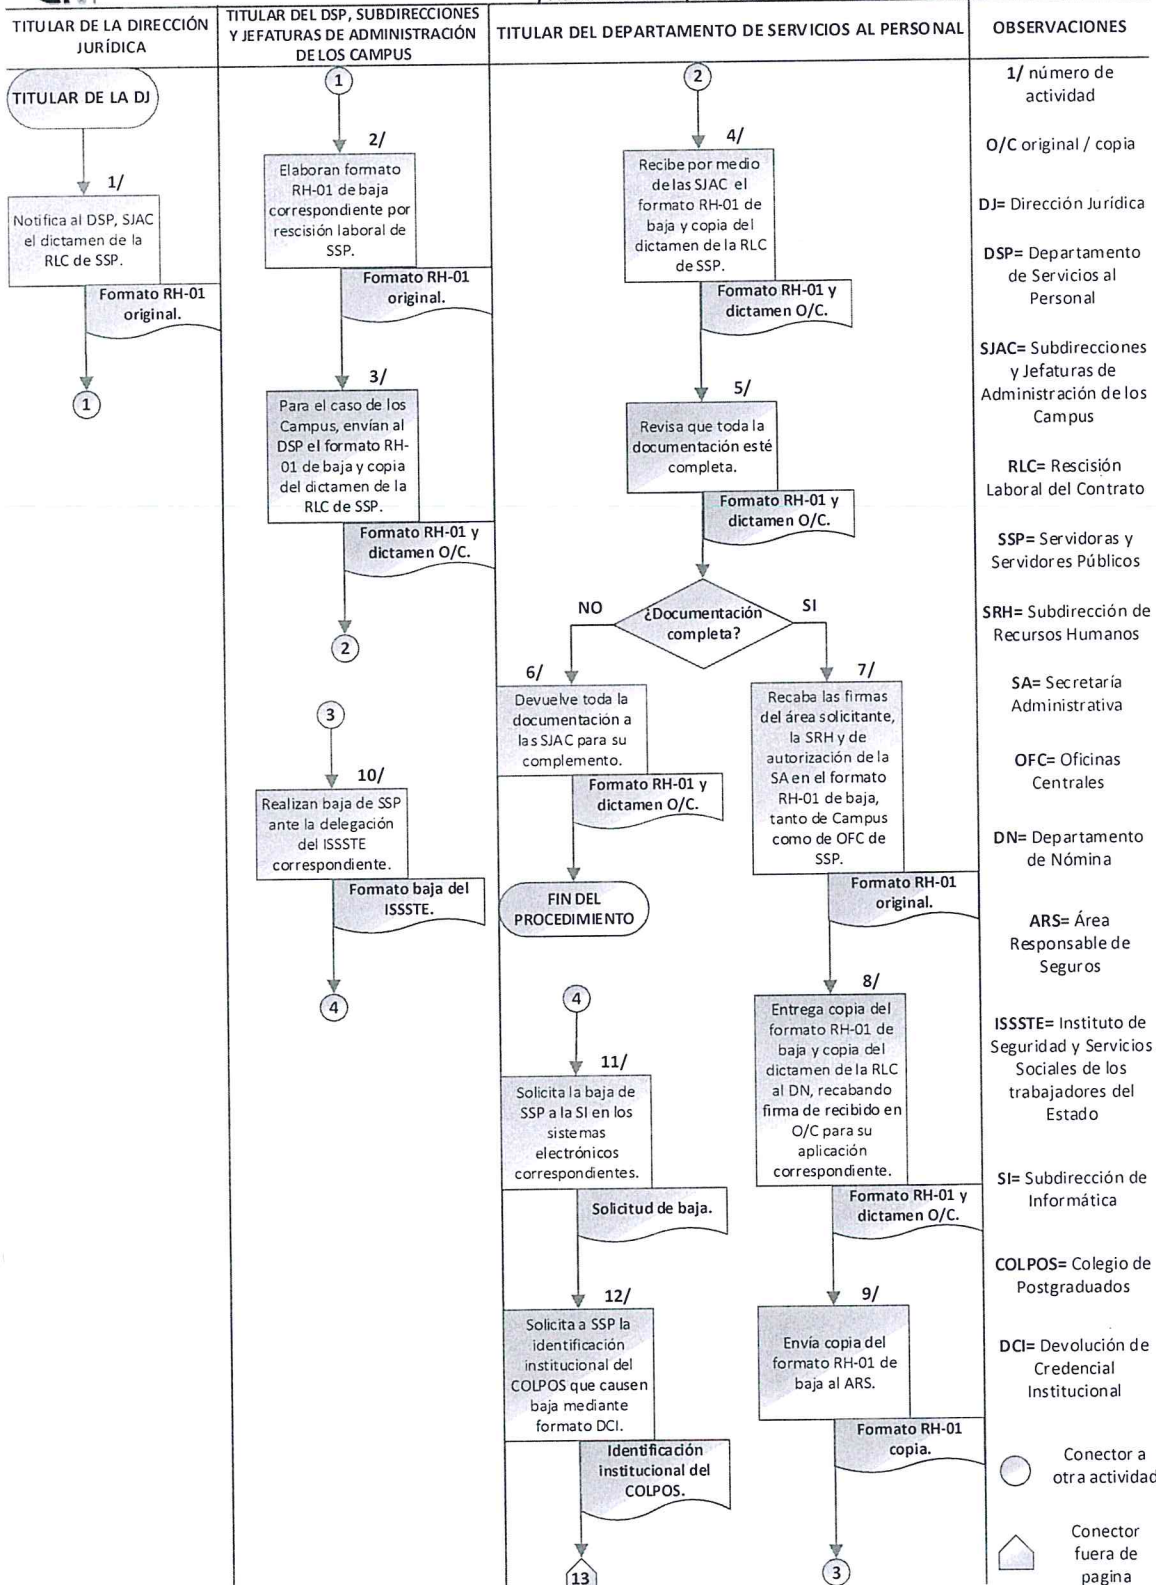 TITULAR DE LA DIRECCIÓN
JURÍDICA
TITULAR DEL DSP, SUBDIRECCIONES
Y JEFATURAS DE ADMINISTRACIÓN
DE LOS CAMPUS
TITULAR DEL DEPARTAMENTO DE SERVICIOS AL PERSONAL
OBSERVACIONES
TITULAR DE LA DJ
1/
Notifica al DSP, SJAC
el dictamen de la
RLC de SSP.
Formato RH-01
original.
1
1
2/
Elaboran formato
RH-01 de baja
correspondiente por
rescisión laboral de
SSP.
Formato RH-01
original.
3/
Para el caso de los
Campus, envían al
DSP el formato RH-
01 de baja y copia
del dictamen de la
RLC de SSP.
Formato RH-01 y
dictamen O/C.
2
3
10/
Realizan baja de SSP
ante la delegación
del ISSSTE
correspondiente.
Formato baja del
ISSSTE.
4
2
4/
Recibe por medio
de las SJAC el
formato RH-01 de
baja y copia del
dictamen de la RLC
de SSP.
Formato RH-01 y
dictamen O/C.
5/
Revisa que toda la
documentación esté
completa.
Formato RH-01 y
dictamen O/C.
¿Documentación
completa?
NO
SI
6/
Devuelve toda la
documentación a
las SJAC para su
complemento.
Formato RH-01 y
dictamen O/C.
FIN DEL
PROCEDIMIENTO
7/
Recaba las firmas
del área solicitante,
la SRH y de
autorización de la
SA en el formato
RH-01 de baja,
tanto de Campus
como de OFC de
SSP.
Formato RH-01
original.
8/
Entrega copia del
formato RH-01 de
baja y copia del
dictamen de la RLC
al DN, recabando
firma de recibido en
O/C para su
aplicación
correspondiente.
Formato RH-01 y
dictamen O/C.
9/
Envía copia del
formato RH-01 de
baja al ARS.
Formato RH-01
copia.
3
4
11/
Solicita la baja de
SSP a la SI en los
sistemas
electrónicos
correspondientes.
Solicitud de baja.
12/
Solicita a SSP la
identificación
institucional del
COLPOS que causen
baja mediante
formato DCI.
Identificación
institucional del
COLPOS.
13
1/ número de
actividad
O/C original / copia
DJ= Dirección Jurídica
DSP= Departamento
de Servicios al
Personal
SJAC= Subdirecciones
y Jefaturas de
Administración de los
Campus
RLC= Rescisión
Laboral del Contrato
SSP= Servidoras y
Servidores Públicos
SRH= Subdirección de
Recursos Humanos
SA= Secretaría
Administrativa
OFC= Oficinas
Centrales
DN= Departamento
de Nómina
ARS= Área
Responsable de
Seguros
ISSSTE= Instituto de
Seguridad y Servicios
Sociales de los
trabajadores del
Estado
SI= Subdirección de
Informática
COLPOS= Colegio de
Postgraduados
DCI= Devolución de
Credencial
Institucional
Conector a
otra actividad
Conector
fuera de
pagina